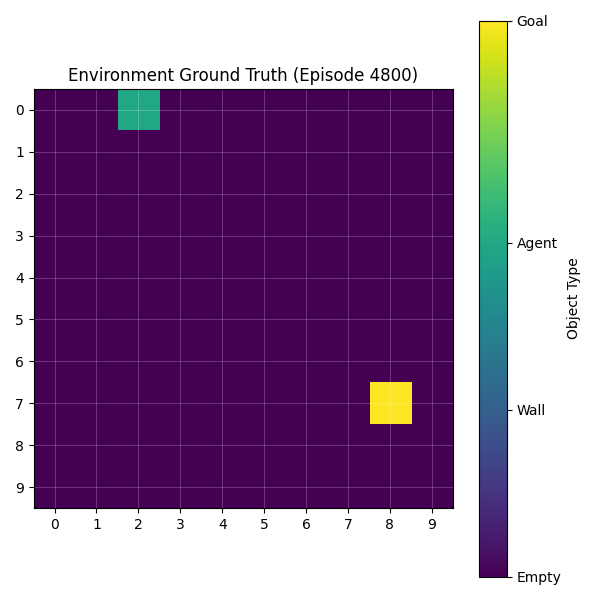 Environment Ground Truth (Episode 4800)
0
1
2
3
4
5
6
7
8
9
0 1 2 3 4 5 6 7 8 9
Goal
Agent
Wall
Empty
Object Type